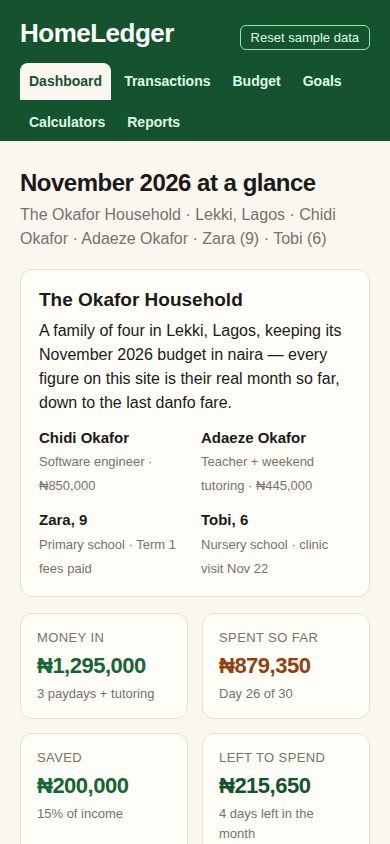 HomeLedger
Reset sample data
Dashboard Transactions Budget Goals
Calculators Reports
November 2026 at a glance
The Okafor Household · Lekki, Lagos · Chidi
Okafor · Adaeze Okafor · Zara (9) · Tobi (6)
The Okafor Household
A family of four in Lekki, Lagos, keeping its
November 2026 budget in naira — every
figure on this site is their real month so far,
down to the last danfo fare.
Chidi Okafor
Software engineer ·
₦850,000
Adaeze Okafor
Teacher + weekend
tutoring · ₦445,000
Zara, 9
Primary school · Term 1
fees paid
Tobi, 6
Nursery school · clinic
visit Nov 22
MONEY IN
₦1,295,000
3 paydays + tutoring
SPENT SO FAR
₦879,350
Day 26 of 30
SAVED
₦200,000
15% of income
LEFT TO SPEND
₦215,650
4 days left in the
month